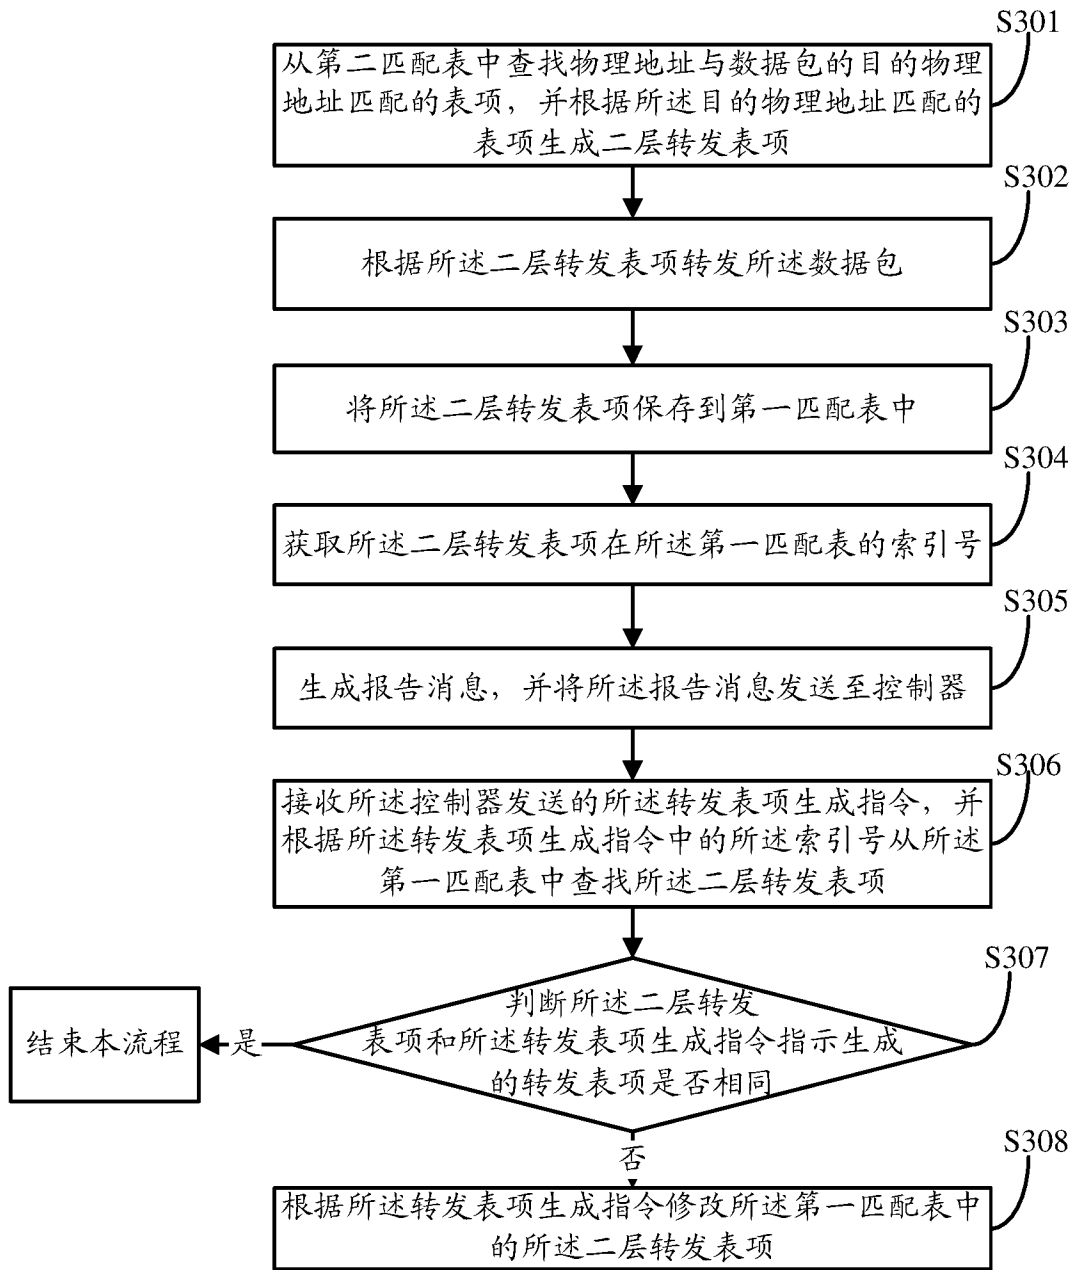 S301
从第二匹配表中查找物理地址与数据包的目的物理
地址匹配的表项，并根据所述目的物理地址匹配的
表项生成二层转发表项
S302
根据所述二层转发表项转发所述数据包
S303
将所述二层转发表项保存到第一匹配表中
S304
获取所述二层转发表项在所述第一匹配表的索引号
S305
生成报告消息，并将所述报告消息发送至控制器
S306
接收所述控制器发送的所述转发表项生成指令，并
根据所述转发表项生成指令中的所述索引号从所述
第一匹配表中查找所述二层转发表项
S307
判断所述二层转发
表项和所述转发表项生成指令指示生成
的转发表项是否相同
是
结束本流程
否
S308
根据所述转发表项生成指令修改所述第一匹配表中
的所述二层转发表项